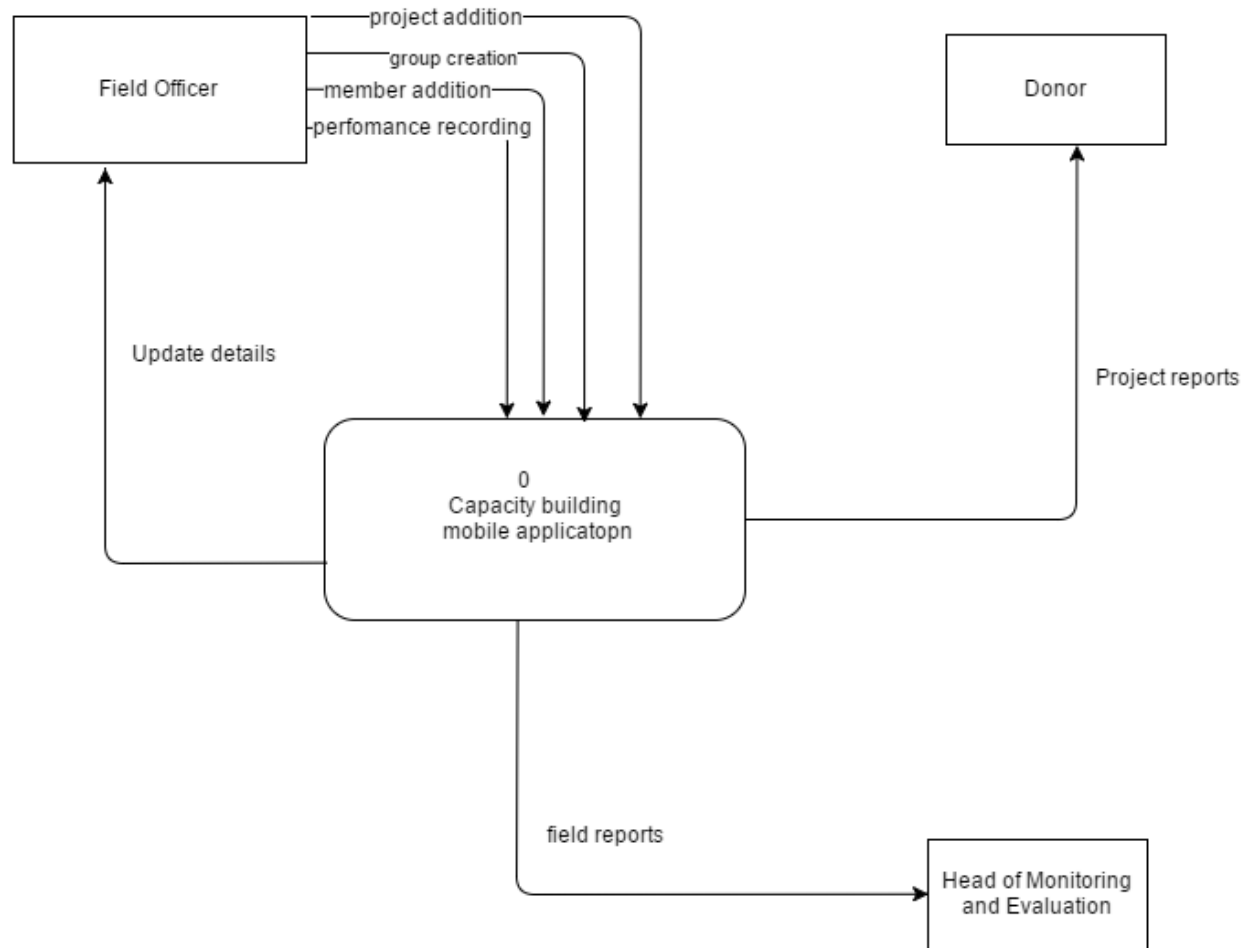 project addition
group creation
Field Officer
member addition
perfomance recording
Donor
Update details
Project reports
0
Capacity building
mobile applicatopn
field reports
Head of Monitoring
and Evaluation